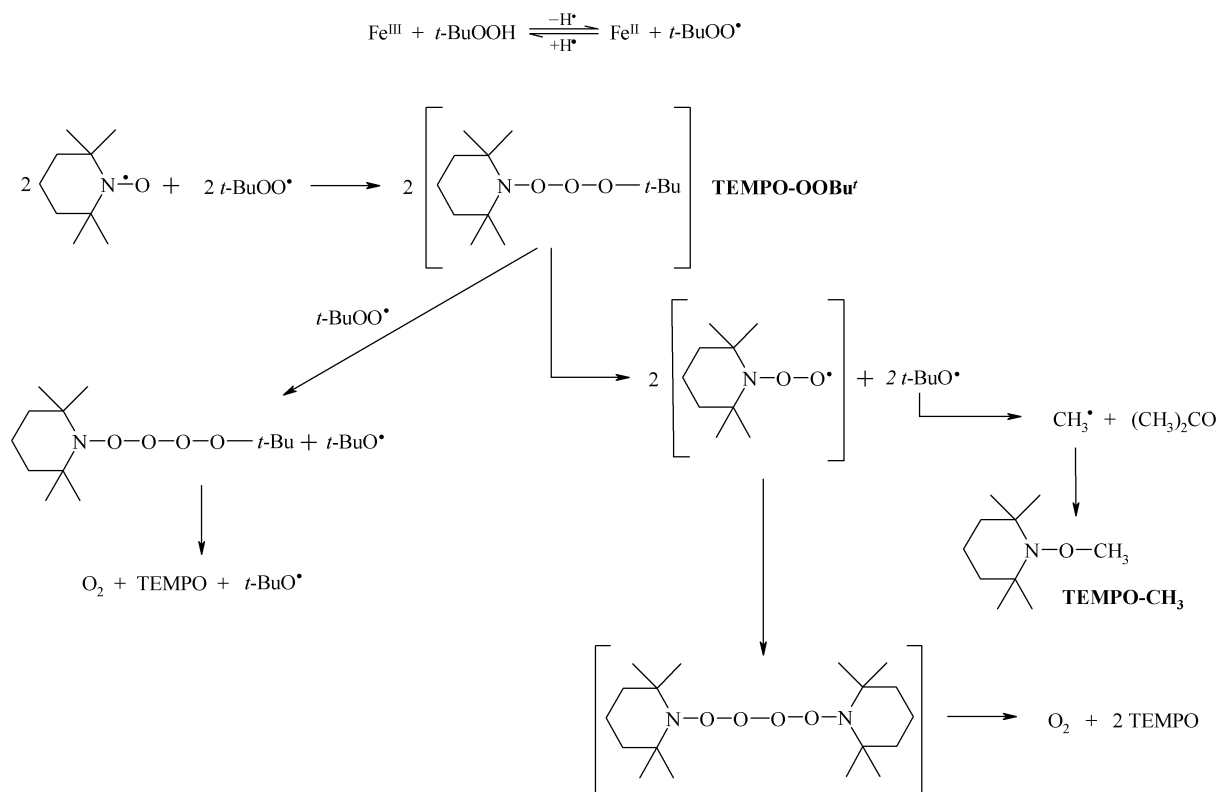 Fe^III + t-BuOOH −H• +H• Fe^II + t-BuOO•
2 N•–O + 2 t-BuOO• 2 N–O–O–O–t-Bu TEMPO-OOBu^t
t-BuOO•
2 N–O–O• + 2 t-BuO•
N–O–O–O–O–t-Bu + t-BuO•
CH3• + (CH3)2CO
N–O–CH3
O2 + TEMPO + t-BuO•
TEMPO-CH3
N–O–O–O–O–N O2 + 2 TEMPO